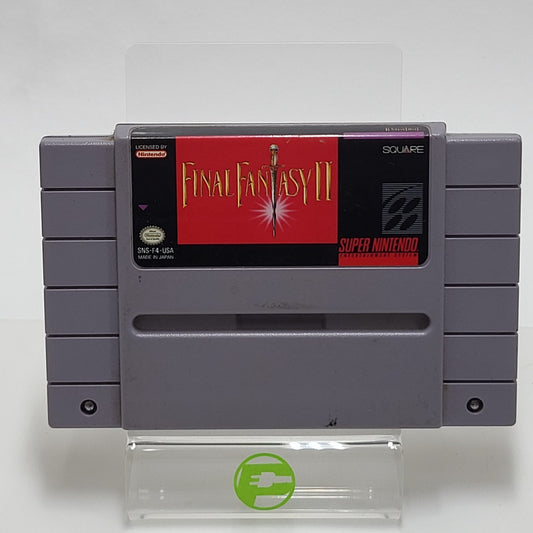 LICENSED BY
Nintendo
FINAL FANTASY II
SQUARE
SNS-F4-USA
MADE IN JAPAN
SUPER NINTENDO
ENTERTAINMENT SYSTEM